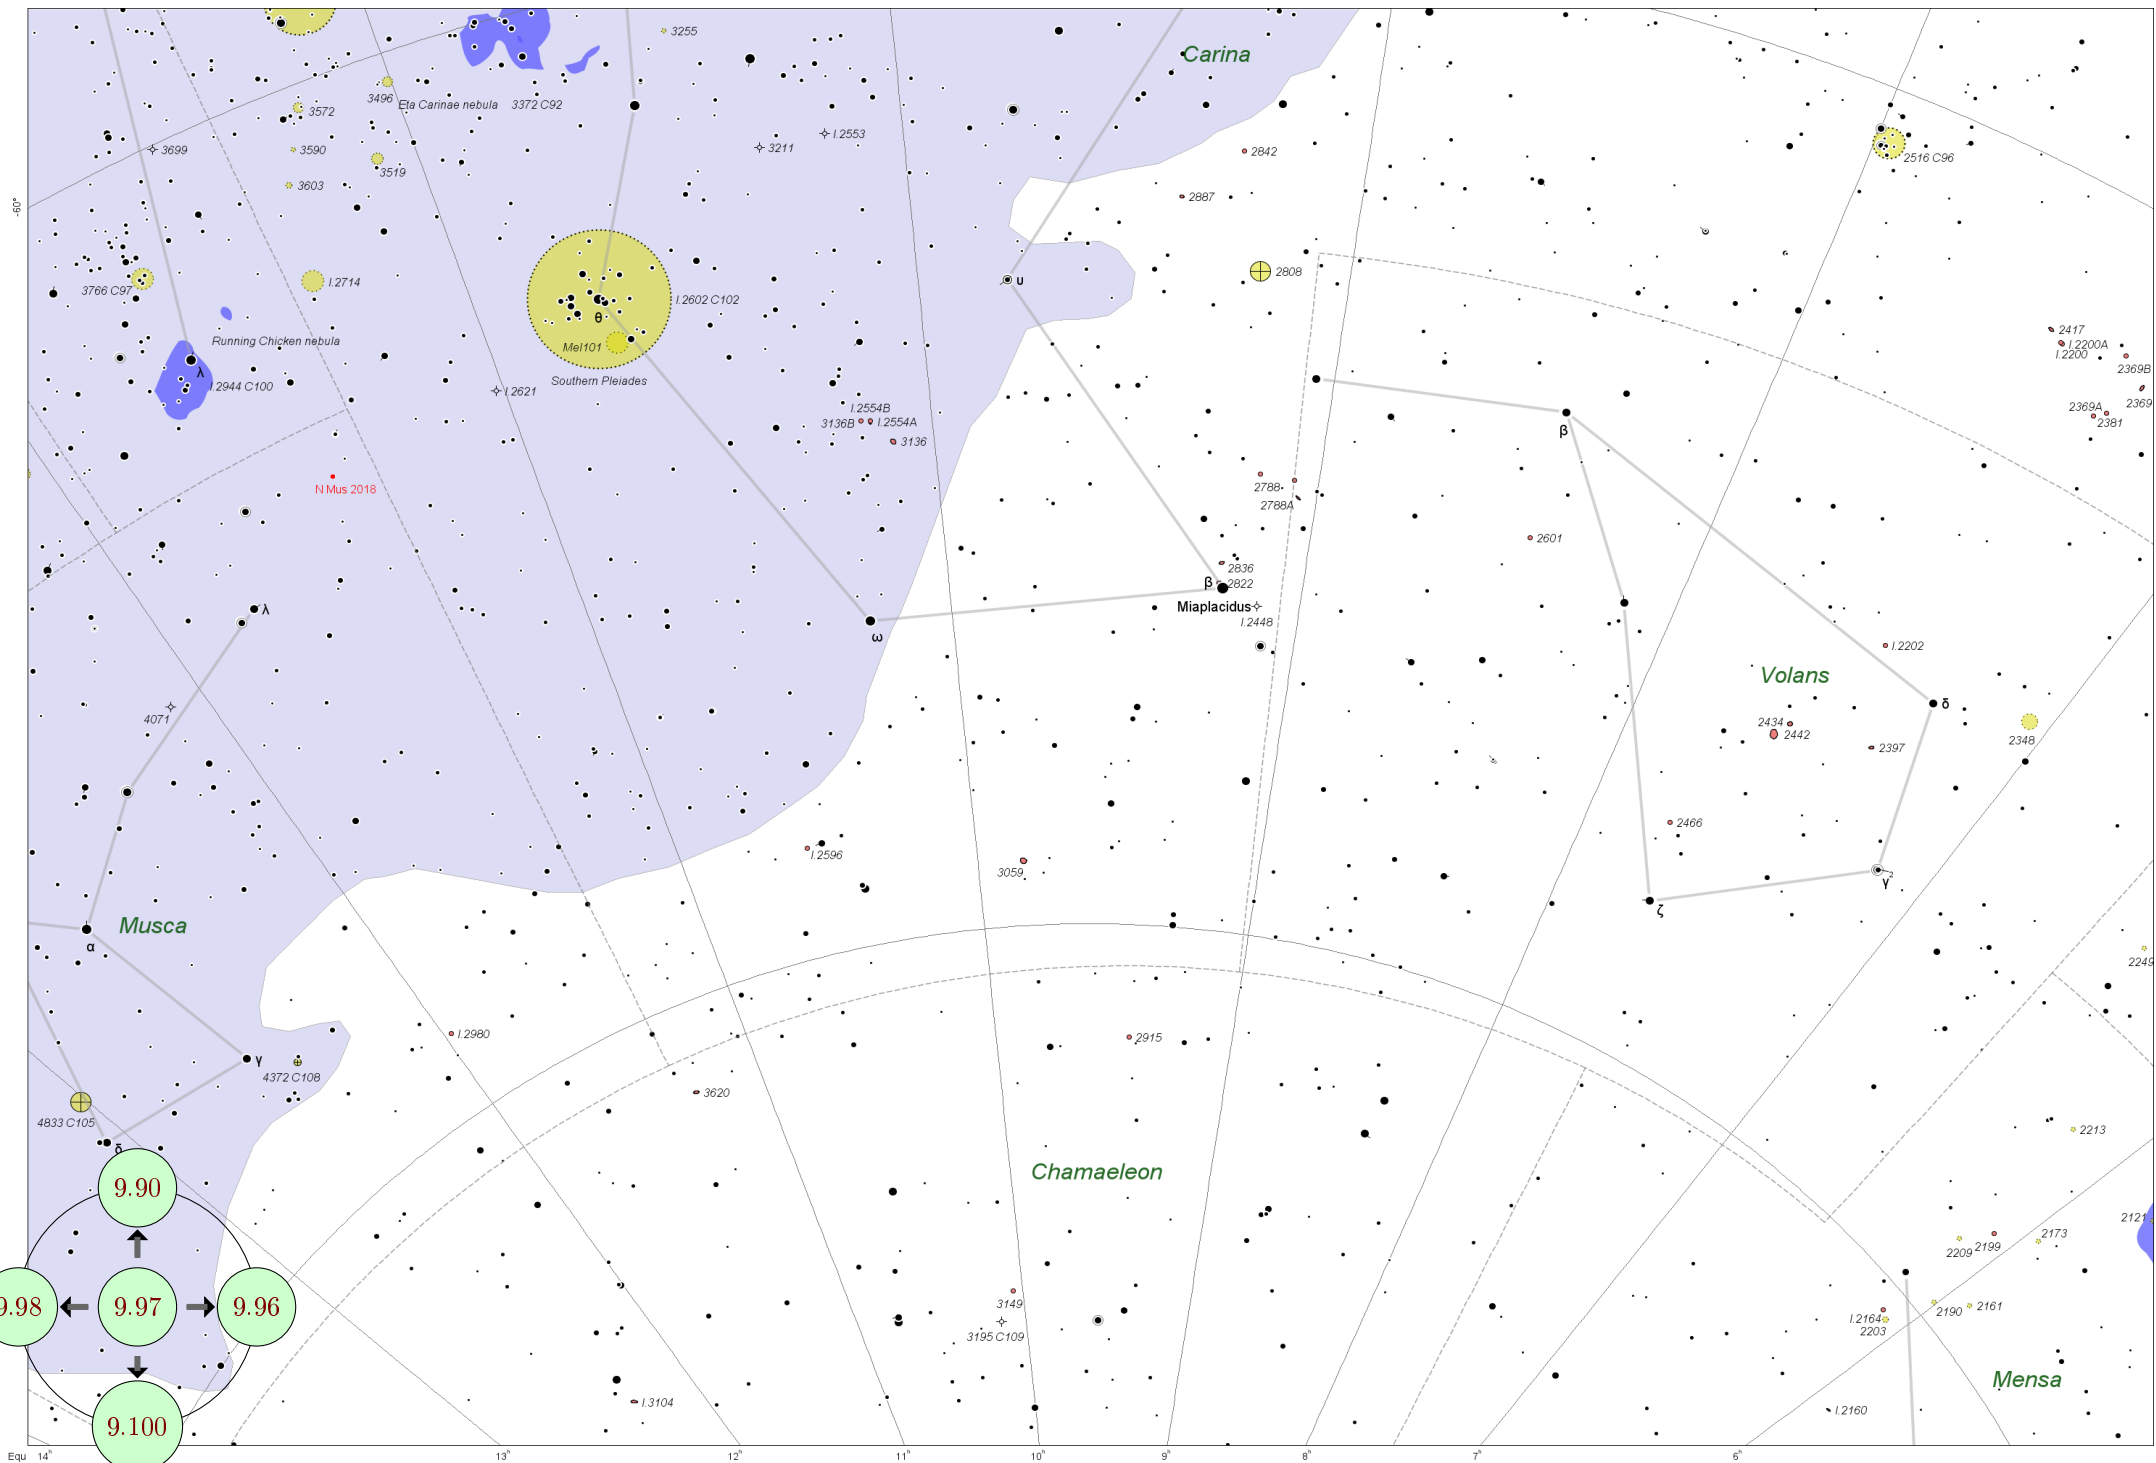 Carina
3255
3496
Eta Carinae nebula
3372 C92
3572
3699
3590
3519
3603
3211
I.2553
2842
2887
2516 C96
-60°
3766 C97
I.2714
I.2602 C102
θ
Mel101
Southern Pleiades
υ
2808
Running Chicken nebula
λ
I.2944 C100
I.2621
2417
I.2200A
I.2200
2369B
2369
2369A
2381
I.2554B
3136B
I.2554A
3136
β
N Mus 2018
2788
2788A
2601
2836
β
2822
Miaplacidus
I.2448
λ
ω
I.2202
Volans
δ
4071
2434
2442
2397
2348
2466
I.2596
3059
γ²
ζ
Musca
α
2249
I.2980
2915
γ
4372 C108
3620
4833 C105
2213
δ
Chamaeleon
9.90
2121
2209
2199
2173
9.98
9.97
9.96
3149
3195 C109
I.2164
2203
2190
2161
Mensa
I.3104
I.2160
9.100
Equ
14ʰ
13ʰ
12ʰ
11ʰ
10ʰ
9ʰ
8ʰ
7ʰ
6ʰ